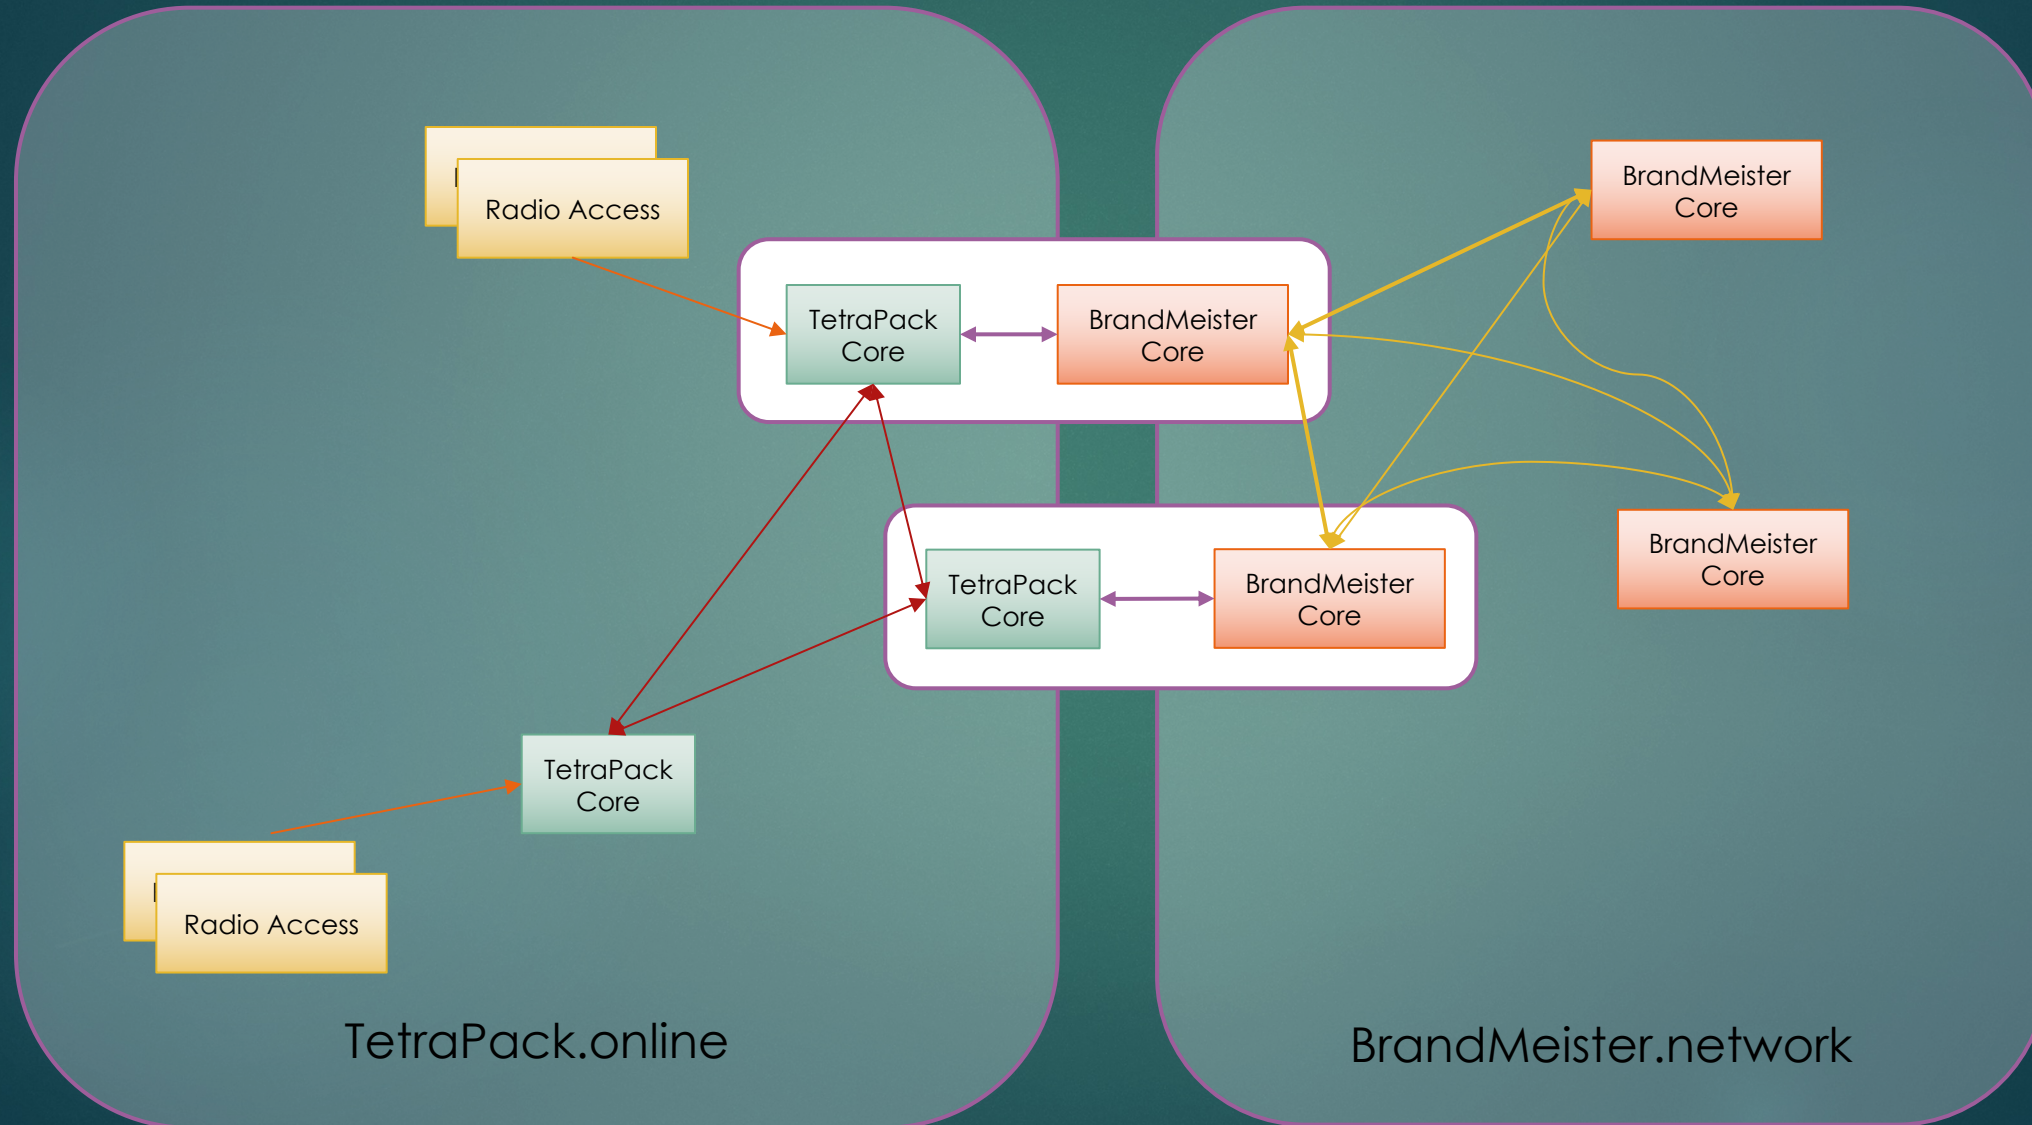 Radio Access
TetraPack
Core
BrandMeister
Core
BrandMeister
Core
TetraPack
Core
BrandMeister
Core
BrandMeister
Core
TetraPack
Core
Radio Access
TetraPack.online
BrandMeister.network